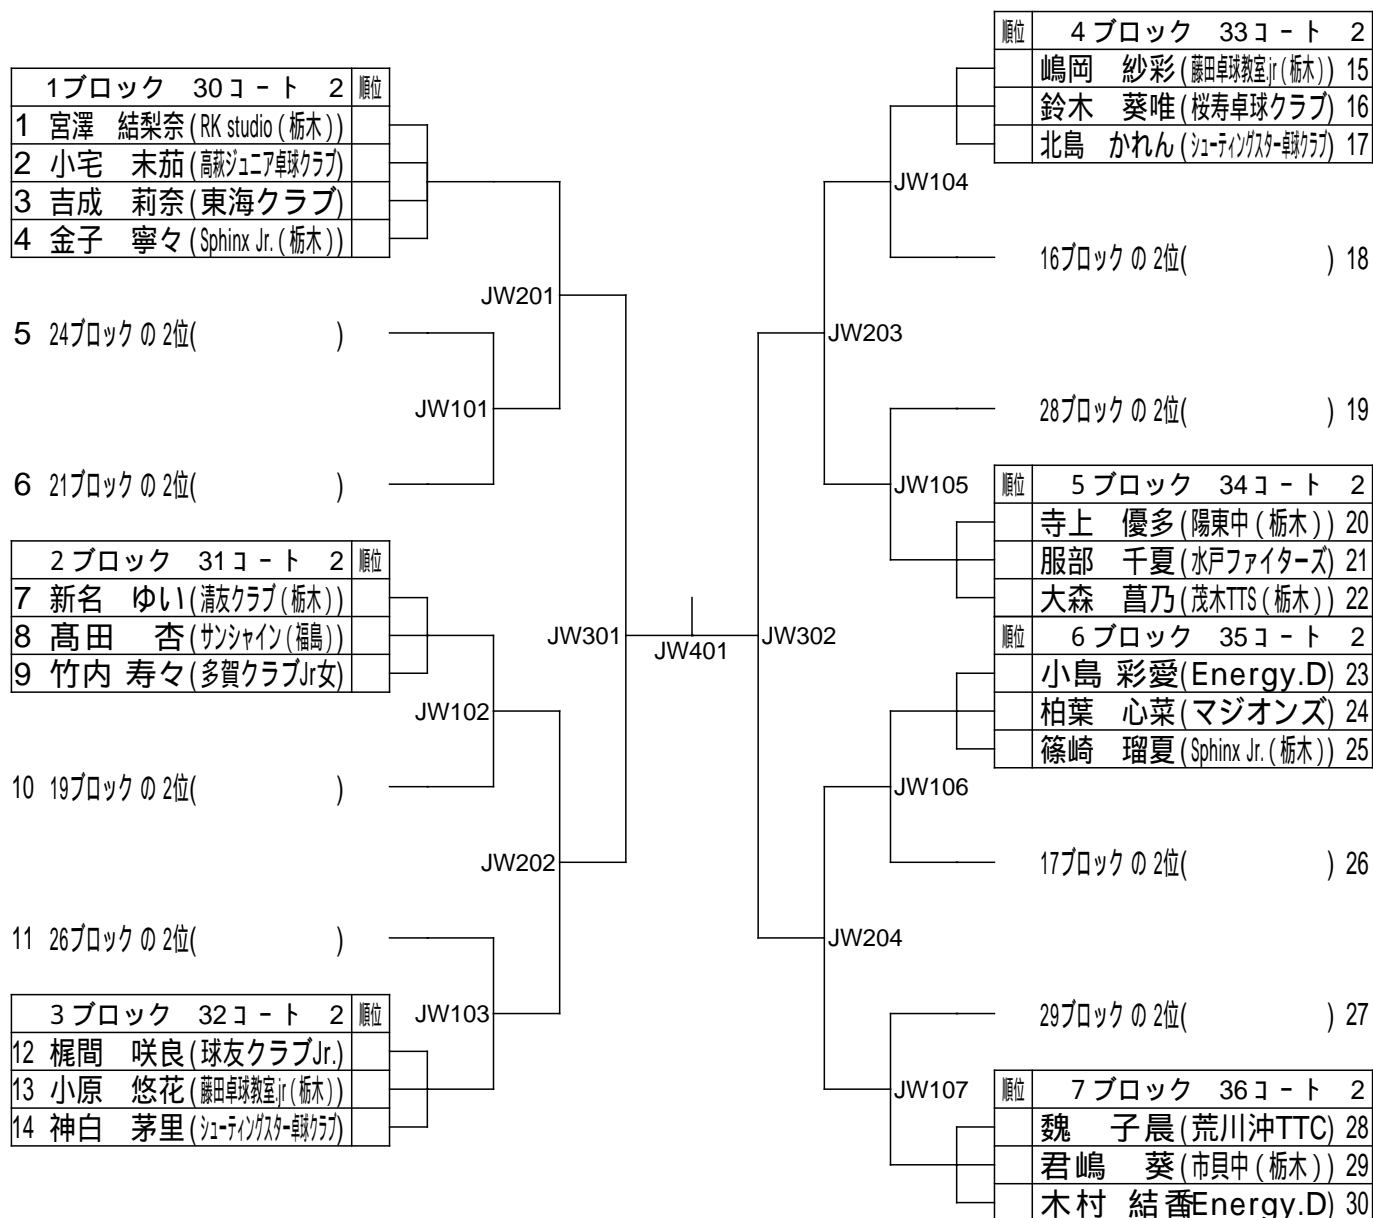 1ブロック 30コート 2 順位
1 宮澤 結梨奈(RK studio(栃木))
2 小宅 末茄(高萩ジュニア卓球クラブ)
3 吉成 莉奈(東海クラブ)
4 金子 寧々(Sphinx Jr.(栃木))
JW201
5 24ブロック の 2位( )
JW101
6 21ブロック の 2位( )
2ブロック 31コート 2 順位
7 新名 ゆい(清友クラブ(栃木))
8 髙田 杏(サンシャイン(福島))
9 竹内 寿々(多賀クラブJr女)
JW301
JW102
10 19ブロック の 2位( )
JW202
11 26ブロック の 2位( )
3ブロック 32コート 2 順位
JW103
12 梶間 咲良(球友クラブJr.)
13 小原 悠花(藤田卓球教室jr(栃木))
14 神白 茅里(シューティングスター卓球クラブ)
JW401
順位 4ブロック 33コート 2
嶋岡 紗彩(藤田卓球教室jr(栃木)) 15
鈴木 葵唯(桜寿卓球クラブ) 16
北島 かれん(シューティングスター卓球クラブ) 17
JW104
16ブロック の 2位( ) 18
JW203
28ブロック の 2位( ) 19
JW105
順位 5ブロック 34コート 2
寺上 優多(陽東中(栃木)) 20
服部 千夏(水戸ファイターズ) 21
大森 菖乃(茂木TTS(栃木)) 22
JW302
順位 6ブロック 35コート 2
小島 彩愛(Energy.D) 23
柏葉 心菜(マジオンズ) 24
篠崎 瑠夏(Sphinx Jr.(栃木)) 25
JW106
17ブロック の 2位( ) 26
JW204
29ブロック の 2位( ) 27
JW107
順位 7ブロック 36コート 2
魏 子晨(荒川沖TTC) 28
君嶋 葵(市貝中(栃木)) 29
木村 結香Energy.D) 30